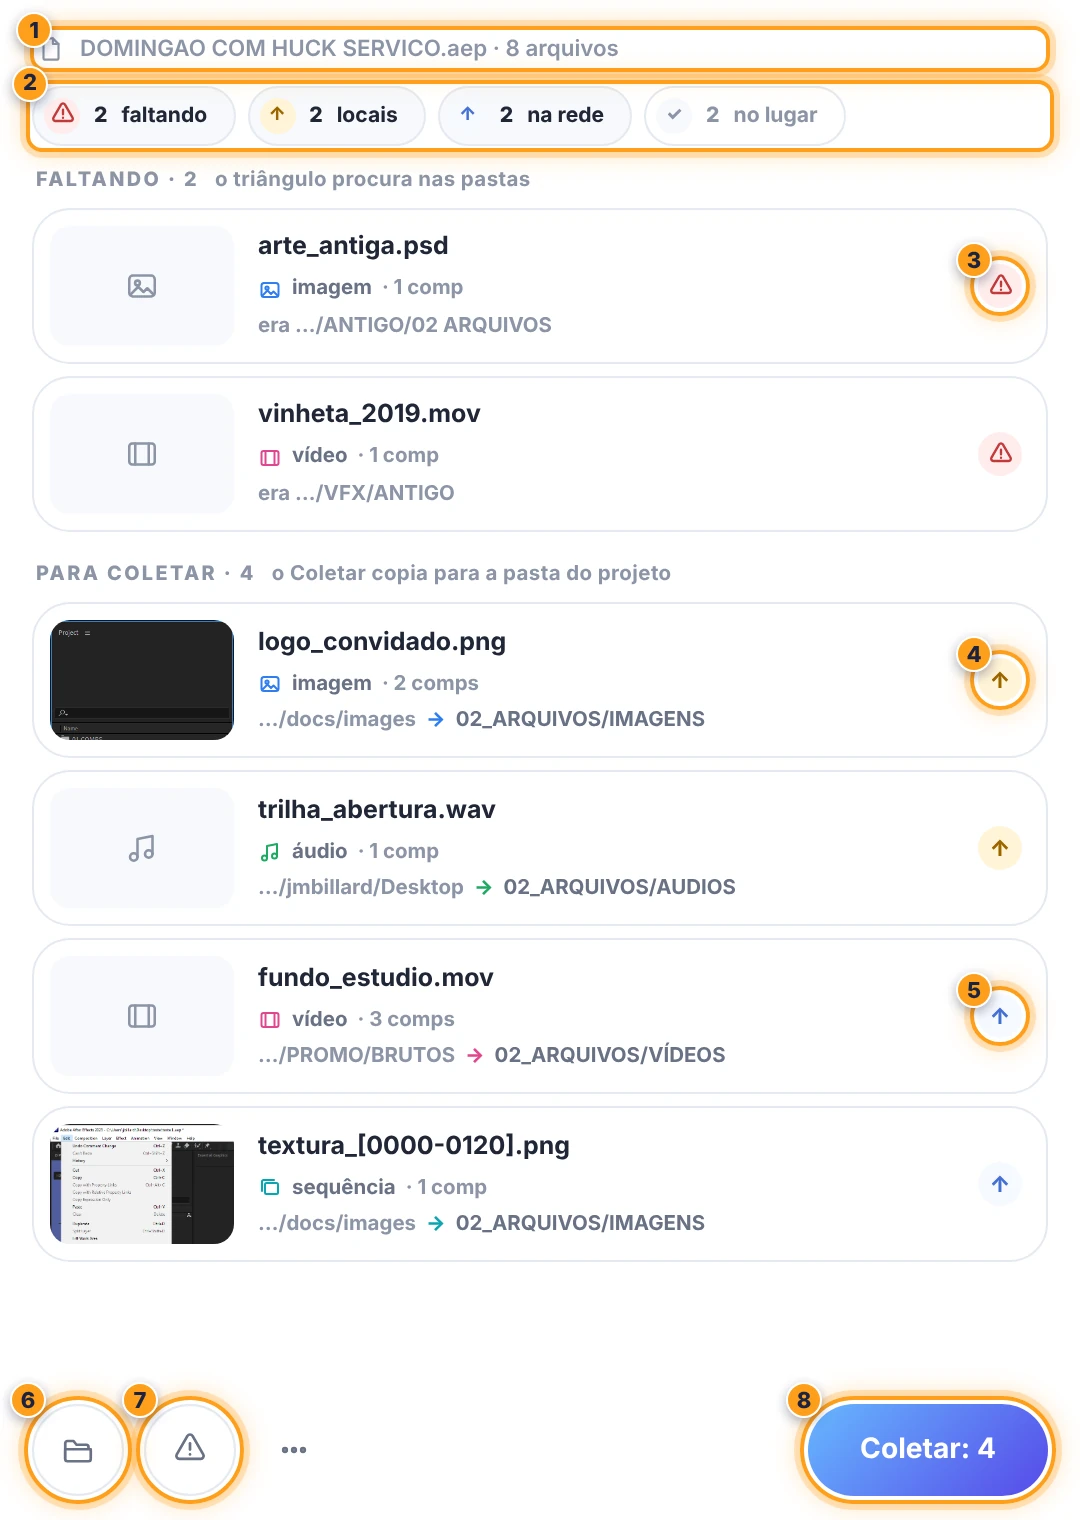 1
DOMINGAO COM HUCK SERVICO.aep · 8 arquivos
2
2 faltando
2 locais
2 na rede
2 no lugar
FALTANDO · 2 o triângulo procura nas pastas
arte_antiga.psd
imagem · 1 comp
era .../ANTIGO/02 ARQUIVOS
3
vinheta_2019.mov
vídeo · 1 comp
era .../VFX/ANTIGO
PARA COLETAR · 4 o Coletar copia para a pasta do projeto
Project
Name
logo_convidado.png
imagem · 2 comps
.../docs/images → 02_ARQUIVOS/IMAGENS
4
trilha_abertura.wav
áudio · 1 comp
.../jmbillard/Desktop → 02_ARQUIVOS/AUDIOS
fundo_estudio.mov
vídeo · 3 comps
.../PROMO/BRUTOS → 02_ARQUIVOS/VÍDEOS
5
textura_[0000-0120].png
sequência · 1 comp
.../docs/images → 02_ARQUIVOS/IMAGENS
6
7
8
Coletar: 4